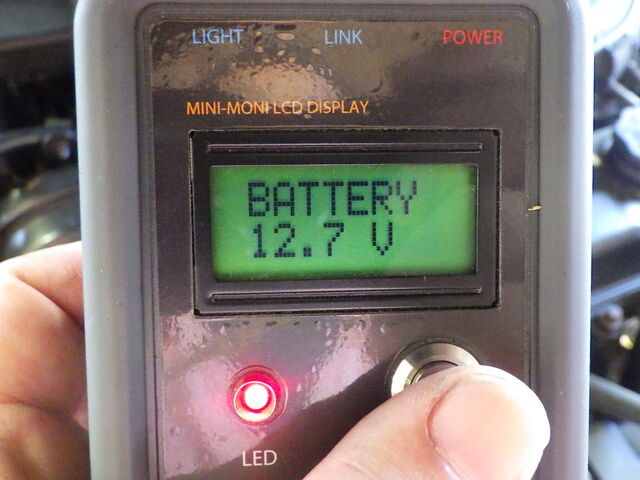 LIGHT LINK POWER
MINI-MONI LCD DISPLAY
BATTERY
12.7 V
LED